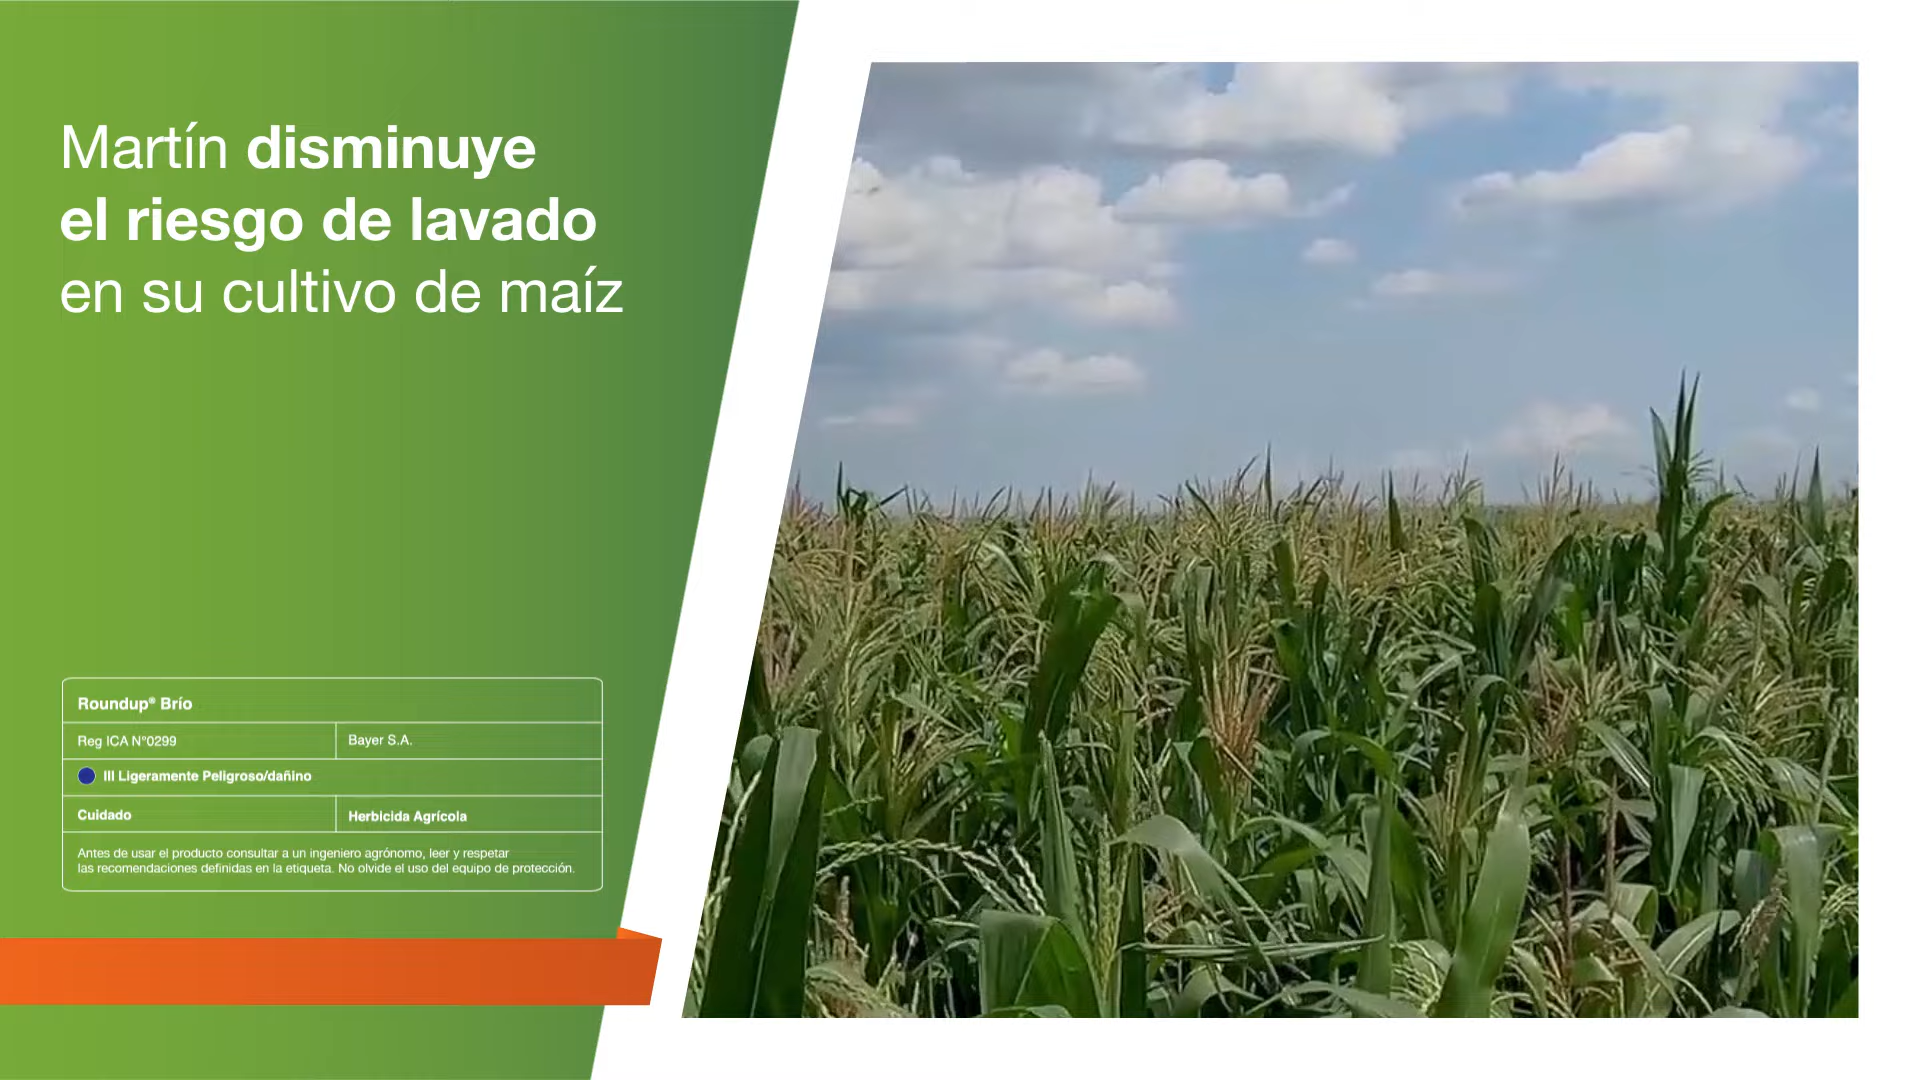 Martín disminuye
el riesgo de lavado
en su cultivo de maíz
Roundup® Brío
Reg ICA N°0299
Bayer S.A.
III Ligeramente Peligroso/dañino
Cuidado
Herbicida Agrícola
Antes de usar el producto consultar a un ingeniero agrónomo, leer y respetar
las recomendaciones definidas en la etiqueta. No olvide el uso del equipo de protección.